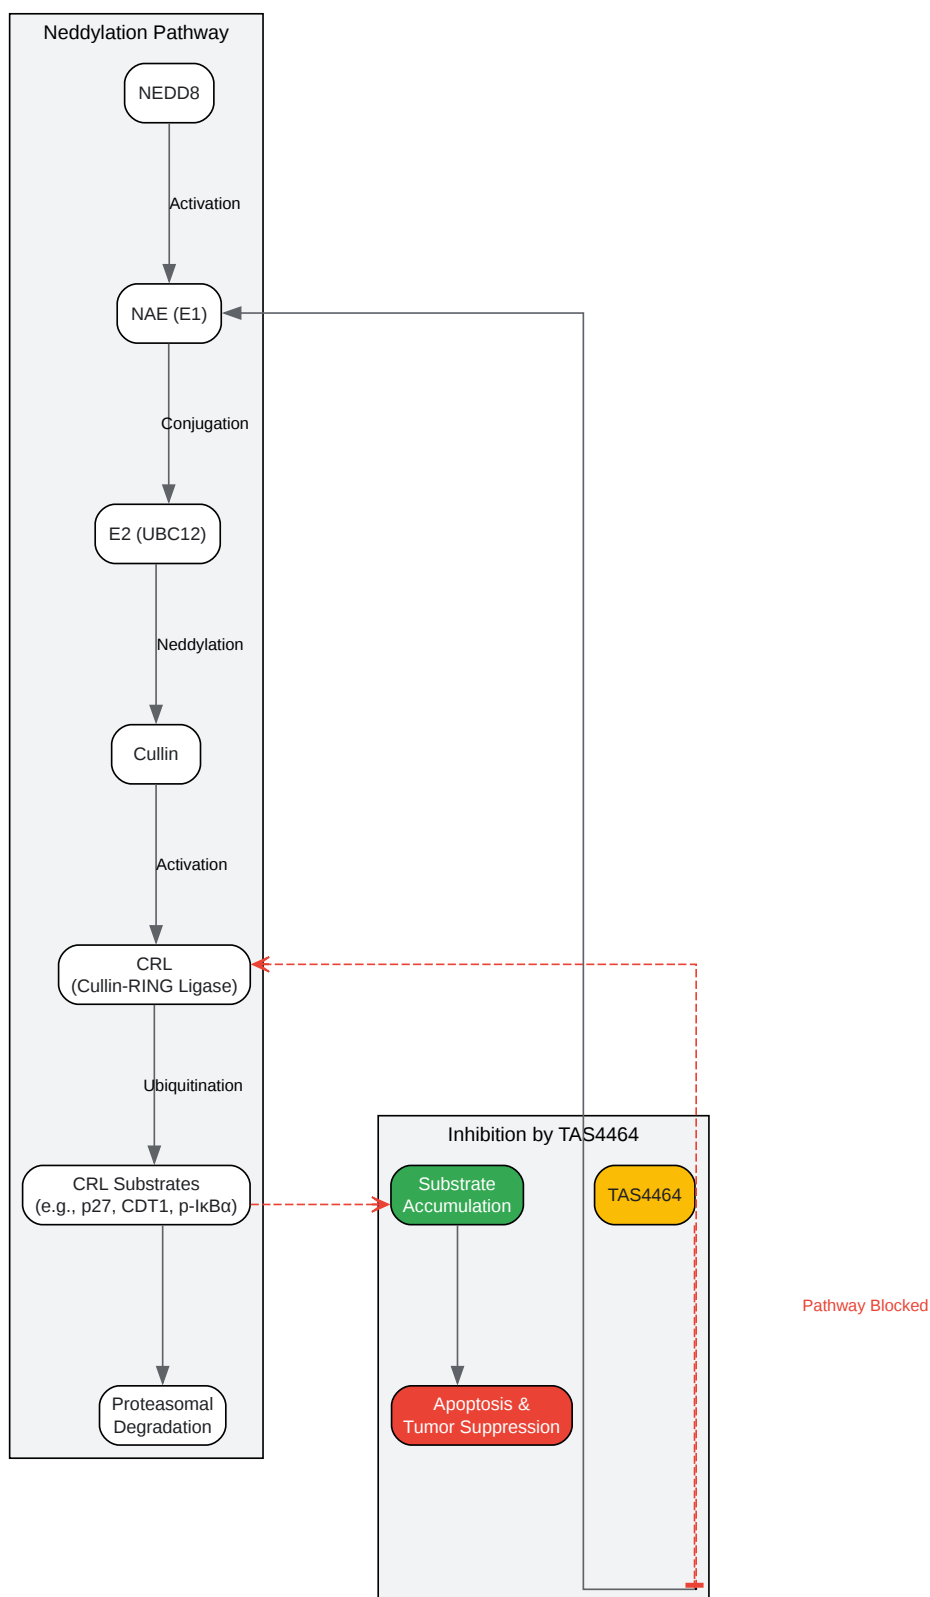 Neddylation Pathway
NEDD8
Activation
NAE (E1)
Conjugation
E2 (UBC12)
Neddylation
Cullin
Activation
CRL
(Cullin-RING Ligase)
Ubiquitination
CRL Substrates
(e.g., p27, CDT1, p-IκBα)
Proteasomal
Degradation
Inhibition by TAS4464
Substrate
Accumulation
TAS4464
Pathway Blocked
Apoptosis &
Tumor Suppression